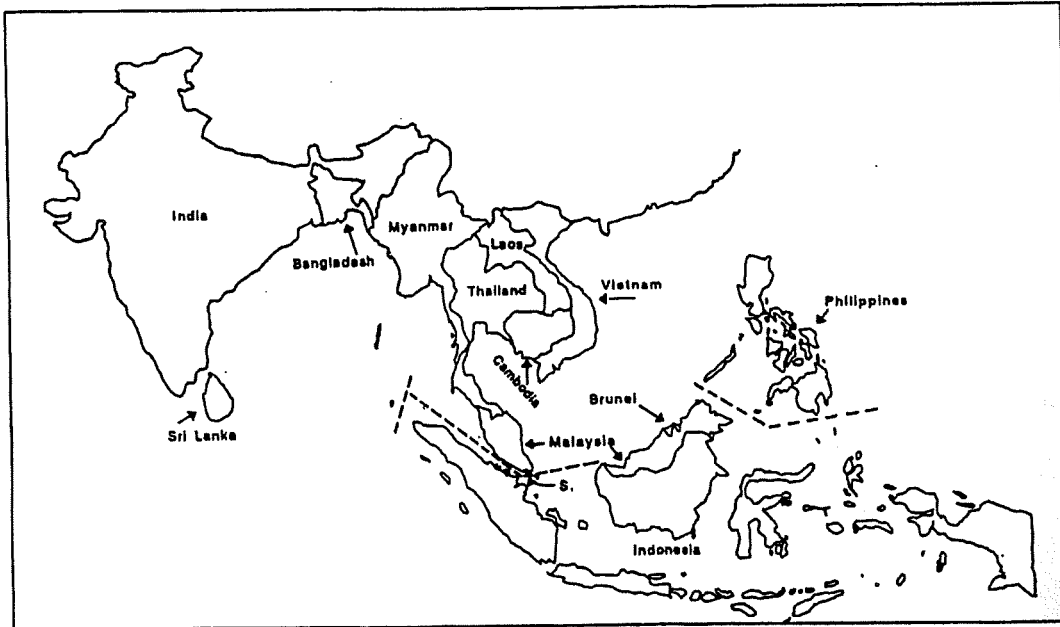 India
Bangladesh
Myanmar
Laos
Thailand
Vietnam
Cambodia
Philippines
Sri Lanka
Brunei
Malaysia
S.
Indonesia